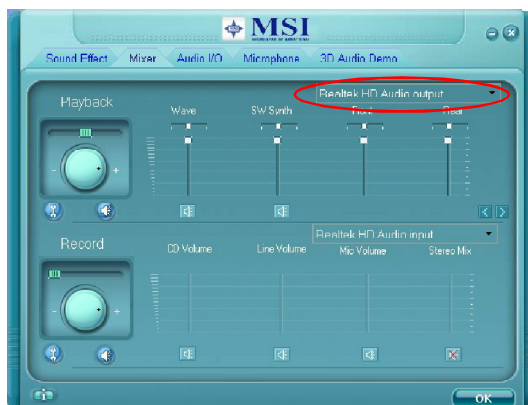 MSI
Sound Effect Mixer Audio I/O Microphone 3D Audio Demo
Realtek HD Audio output
Playback
Wave SW Synth Front Rear
- +
Realtek HD Audio input
Record
CD Volume Line Volume Mic Volume Stereo Mix
- +
OK